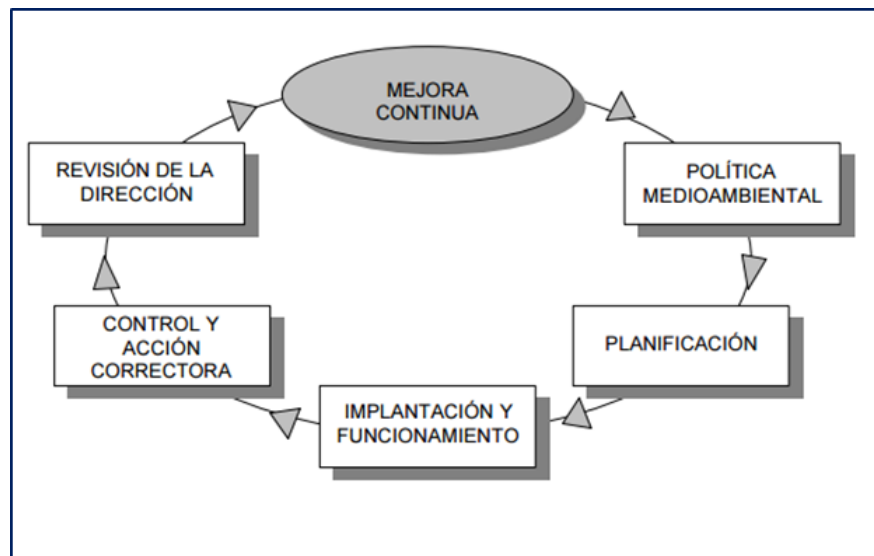 MEJORA
CONTINUA
POLÍTICA
MEDIOAMBIENTAL
PLANIFICACIÓN
IMPLANTACIÓN Y
FUNCIONAMIENTO
CONTROL Y
ACCIÓN
CORRECTORA
REVISIÓN DE LA
DIRECCIÓN